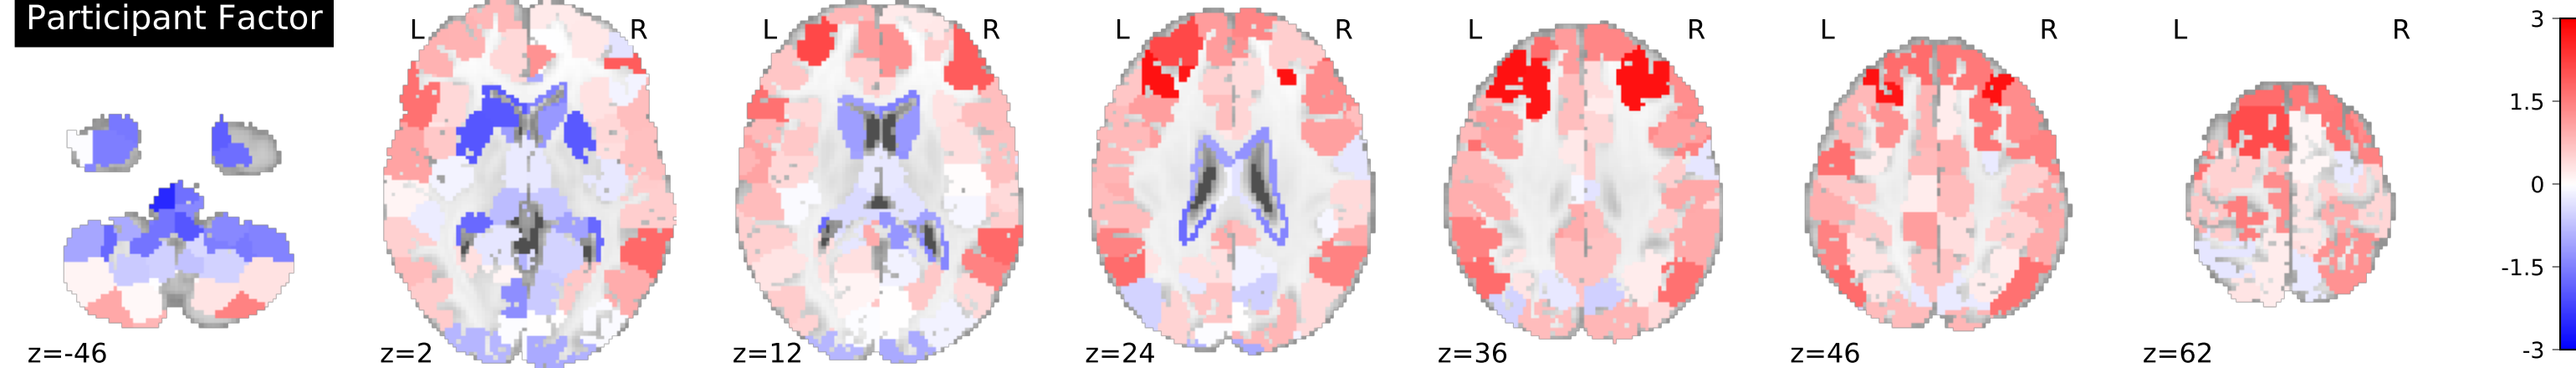 Participant Factor
L R L R L R L R L R L R
3
1.5
0
-1.5
-3
z=-46 z=2 z=12 z=24 z=36 z=46 z=62